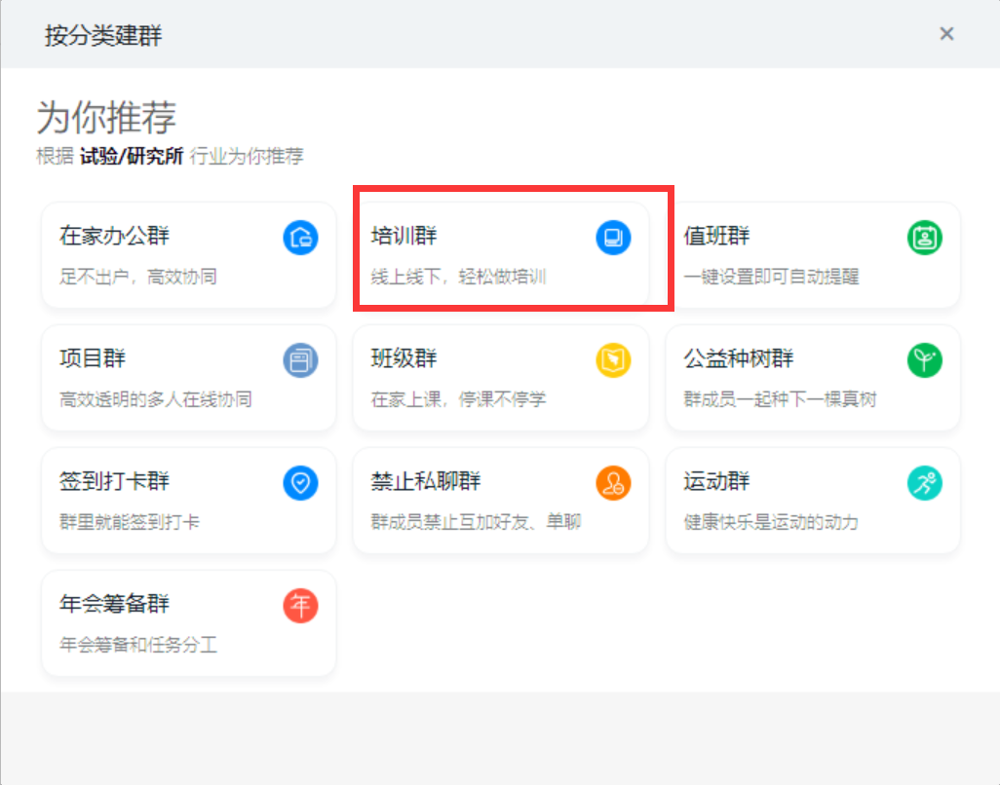 按分类建群
为你推荐
根据 试验/研究所 行业为你推荐
在家办公群
足不出户，高效协同
培训群
线上线下，轻松做培训
值班群
一键设置即可自动提醒
项目群
高效透明的多人在线协同
班级群
在家上课，停课不停学
公益种树群
群成员一起种下一棵真树
签到打卡群
群里就能签到打卡
禁止私聊群
群成员禁止互加好友、单聊
运动群
健康快乐是运动的动力
年会筹备群
年
年会筹备和任务分工